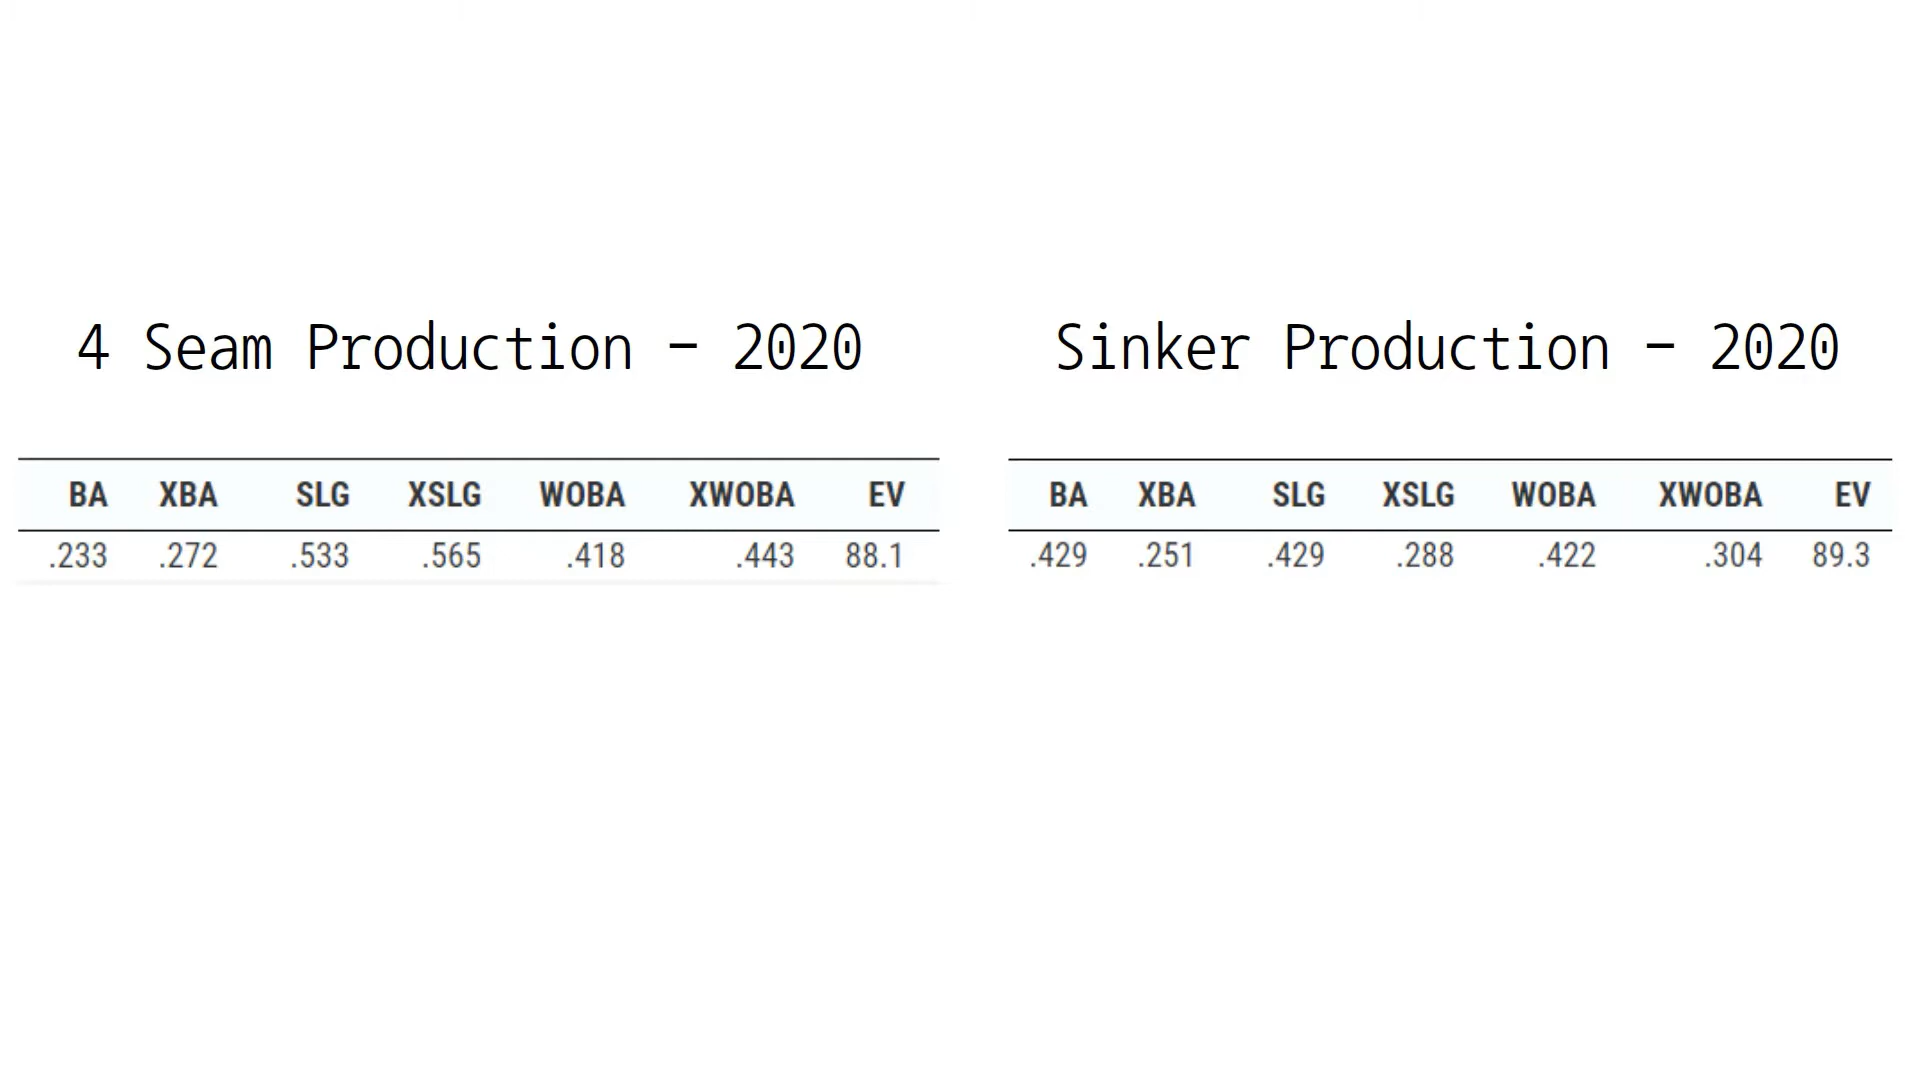 4 Seam Production - 2020
BA XBA SLG XSLG WOBA XWOBA EV
.233 .272 .533 .565 .418 .443 88.1
Sinker Production - 2020
BA XBA SLG XSLG WOBA XWOBA EV
.429 .251 .429 .288 .422 .304 89.3